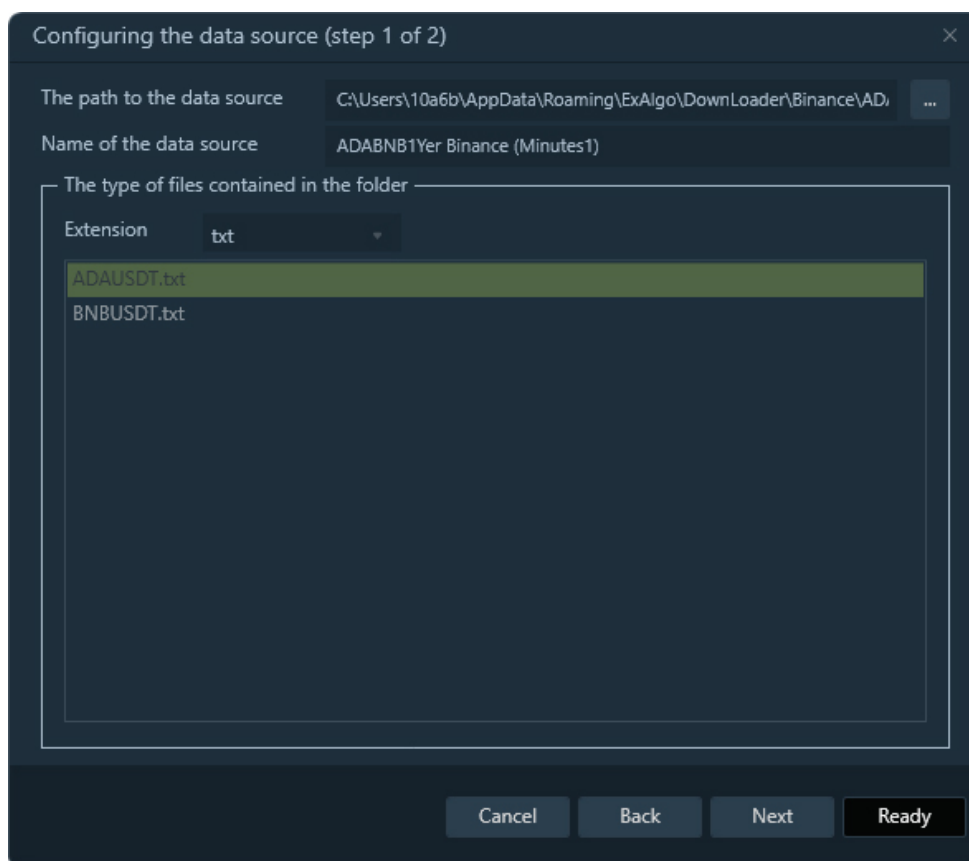 Configuring the data source (step 1 of 2)
The path to the data source C:\Users\10a6b\AppData\Roaming\ExAlgo\DownLoader\Binance\AD ...
Name of the data source ADABNB1Yer Binance (Minutes1)
The type of files contained in the folder
Extension txt
ADAUSDT.txt
BNBUSDT.txt
Cancel Back Next Ready